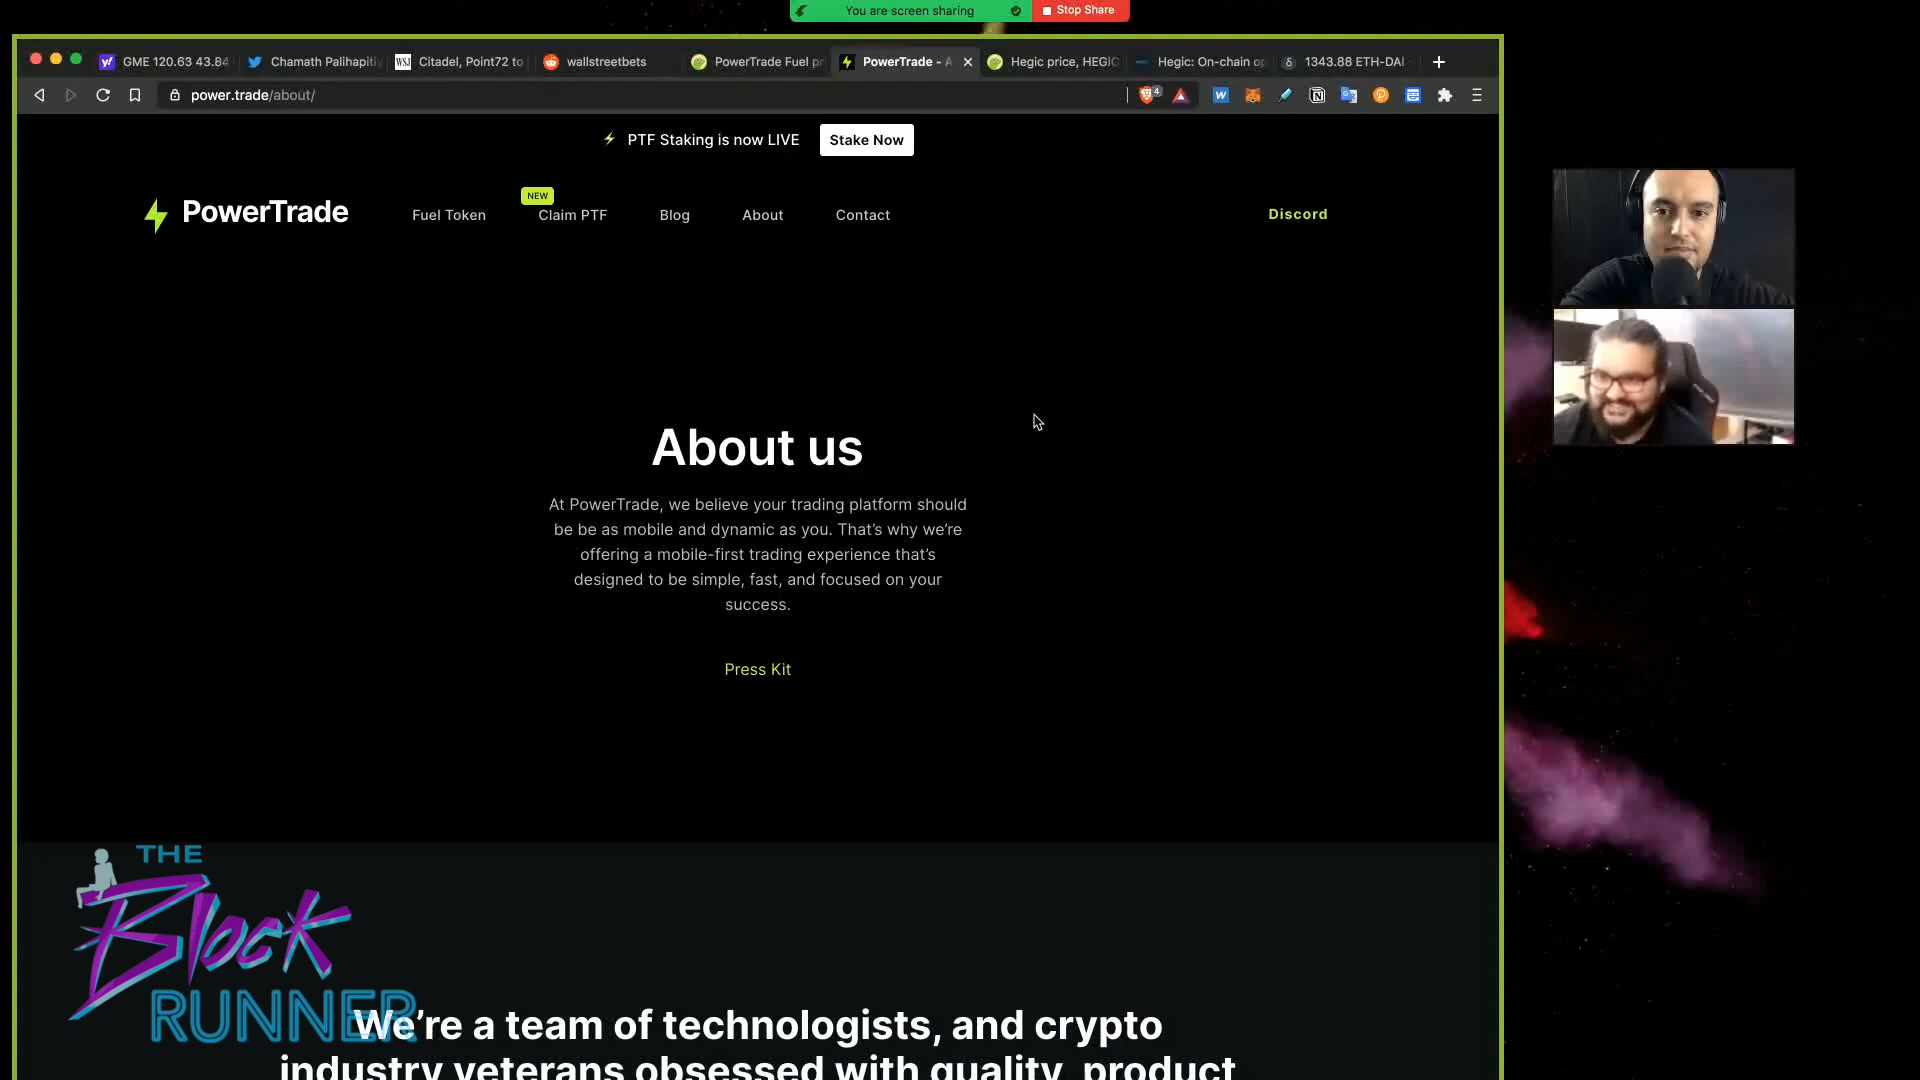 You are screen sharing
Stop Share
GME 120.63 43.84
Chamath Palihapiti
WSJ
Citadel, Point72 to
wallstreetbets
PowerTrade Fuel pr
PowerTrade - A
Hegic price, HEGIC
Hegic: On-chain op
1343.88 ETH-DAI
power.trade/about/
4
PTF Staking is now LIVE
Stake Now
PowerTrade
Fuel Token
NEW
Claim PTF
Blog
About
Contact
Discord
About us
At PowerTrade, we believe your trading platform should
be be as mobile and dynamic as you. That's why we're
offering a mobile-first trading experience that's
designed to be simple, fast, and focused on your
success.
Press Kit
THE
Block
RUNNER
We're a team of technologists, and crypto
industry veterans obsessed with quality, product